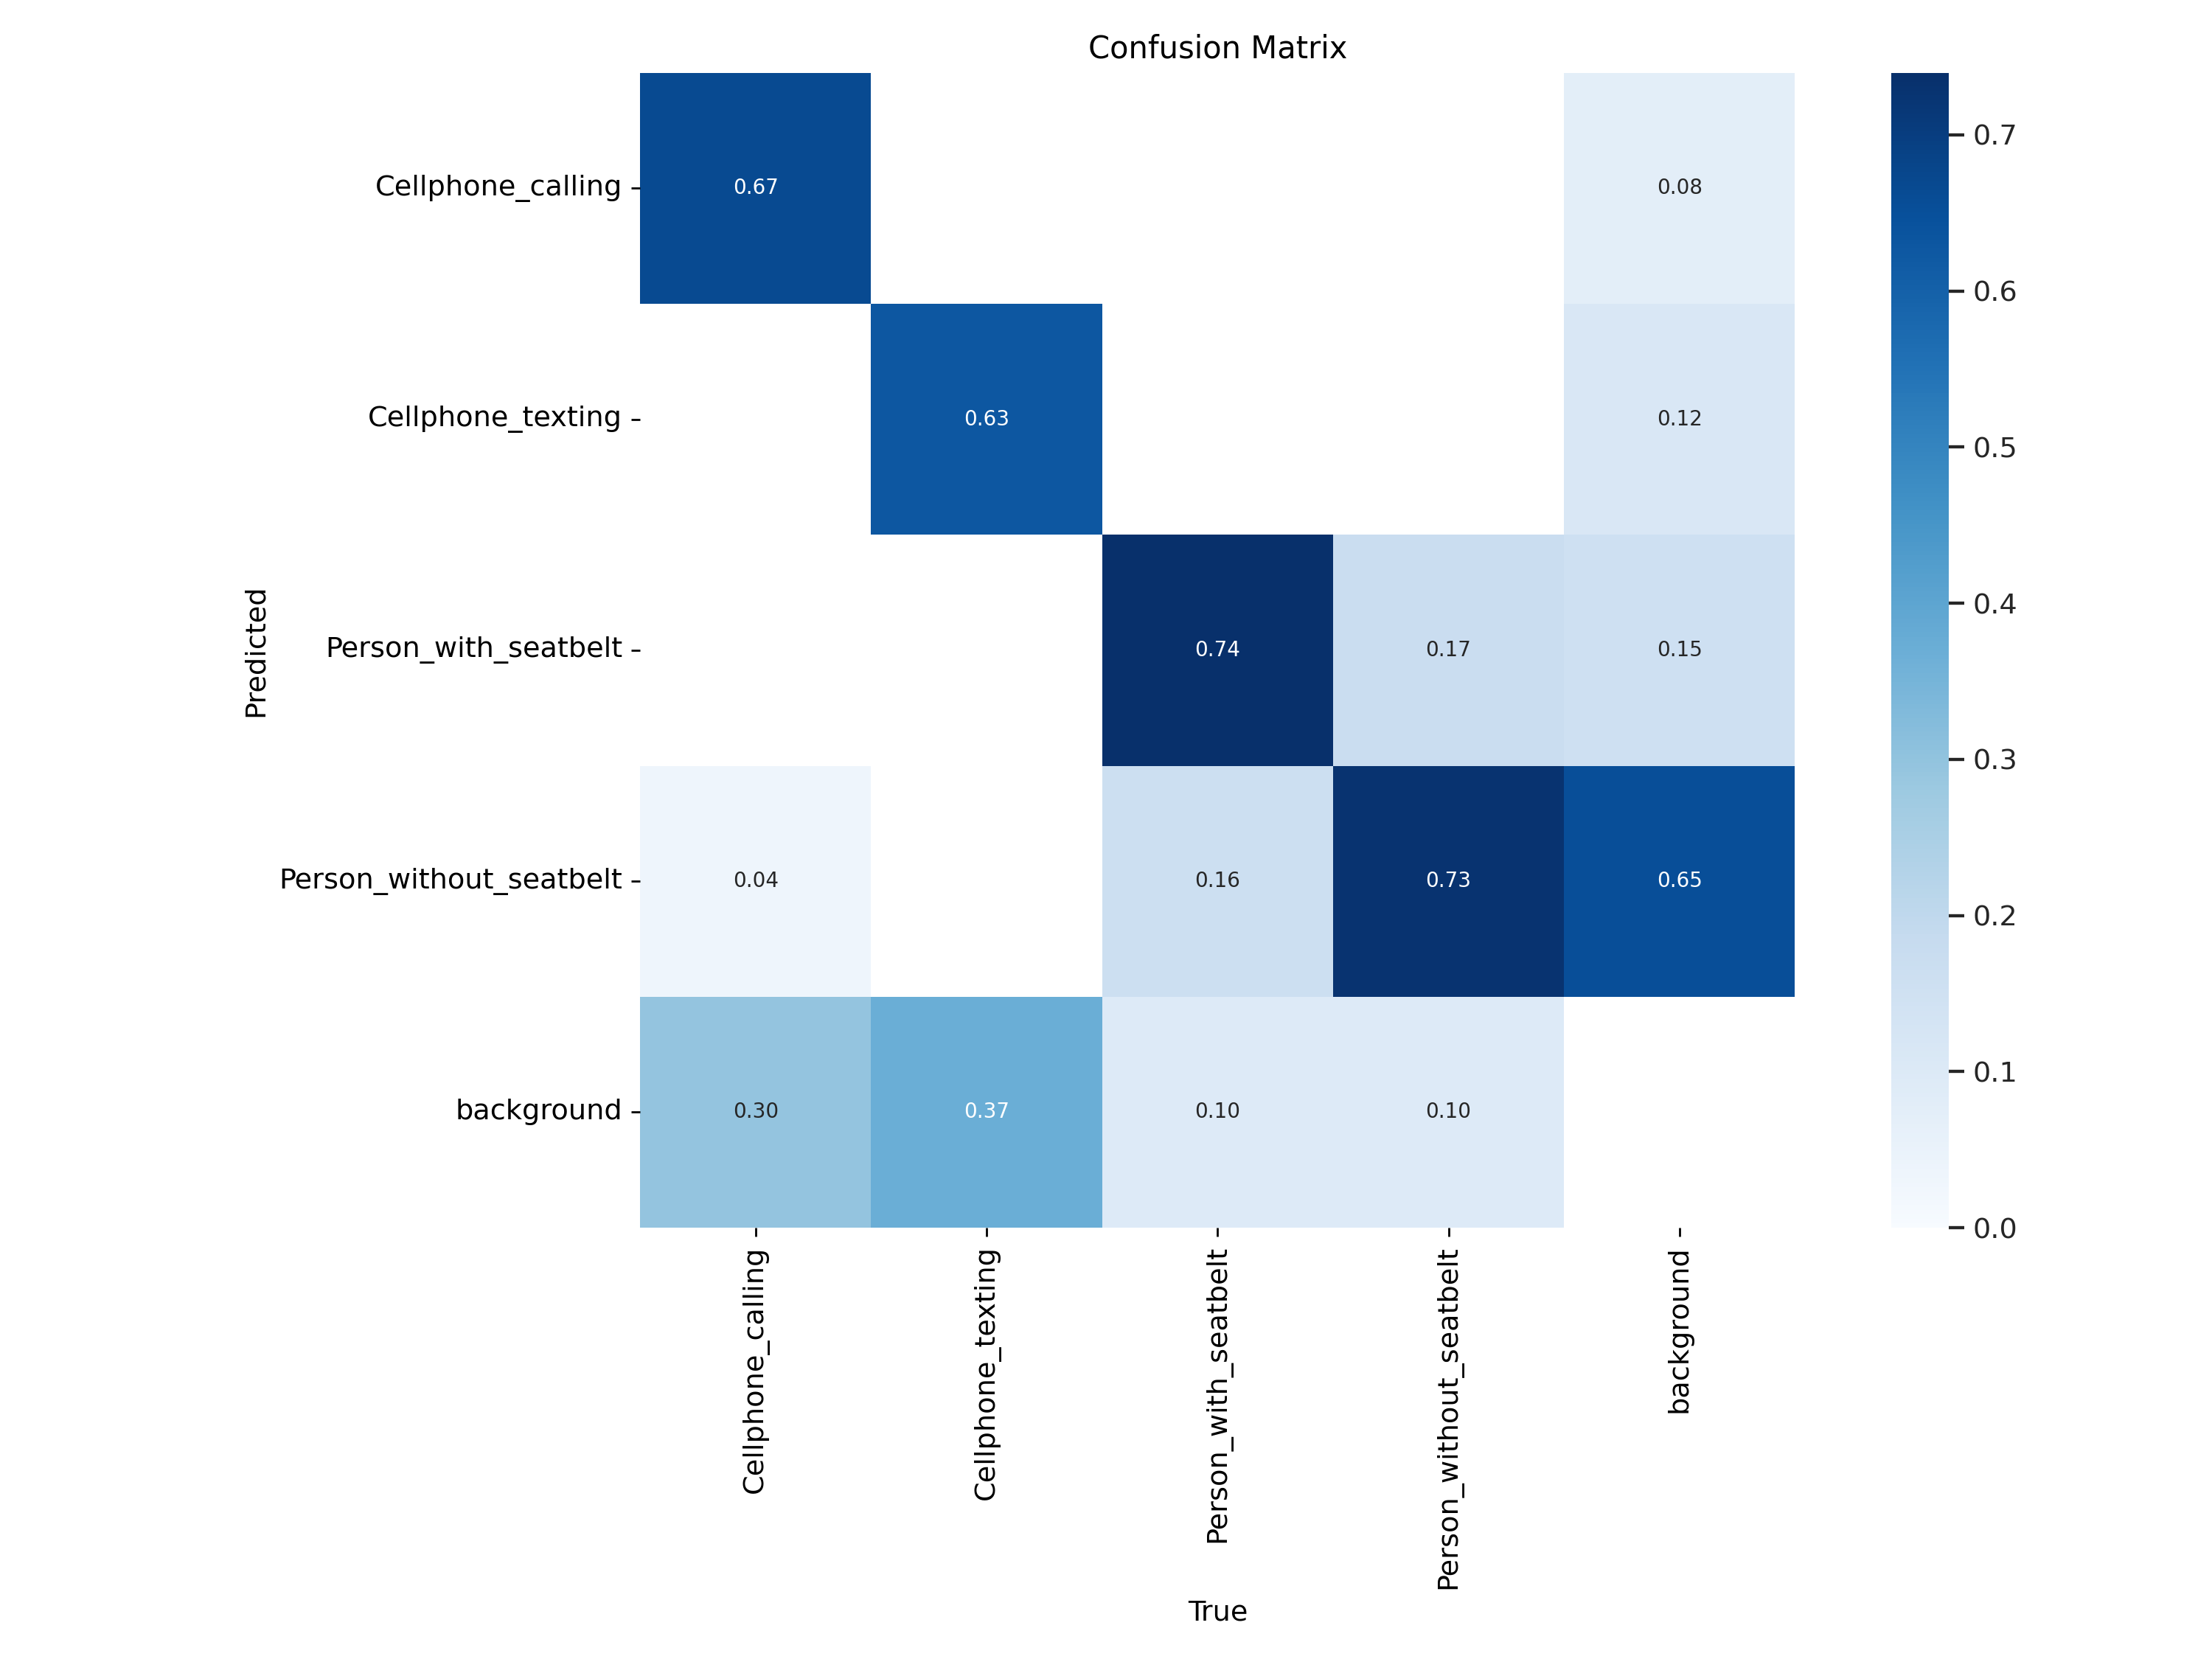 Confusion Matrix
Cellphone_calling
0.67
0.08
0.7
Cellphone_texting
0.63
0.12
0.6
0.5
Predicted
Person_with_seatbelt
0.74
0.17
0.15
0.4
0.3
Person_without_seatbelt
0.04
0.16
0.73
0.65
0.2
background
0.30
0.37
0.10
0.10
0.1
0.0
Cellphone_calling
Cellphone_texting
Person_with_seatbelt
Person_without_seatbelt
background
True